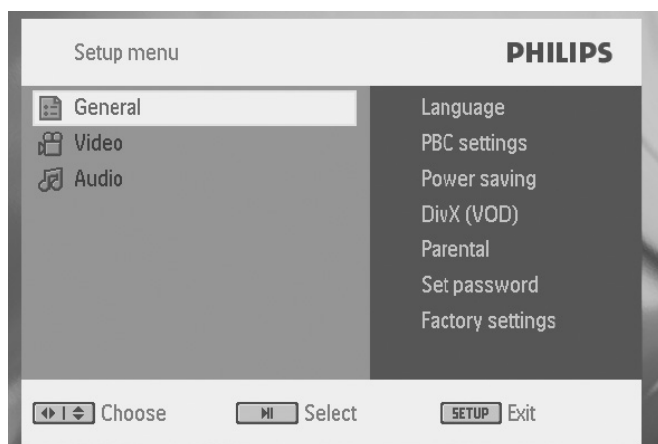 Setup menu PHILIPS
General
Video
Audio
Language
PBC settings
Power saving
DivX (VOD)
Parental
Set password
Factory settings
Choose Select SETUP Exit